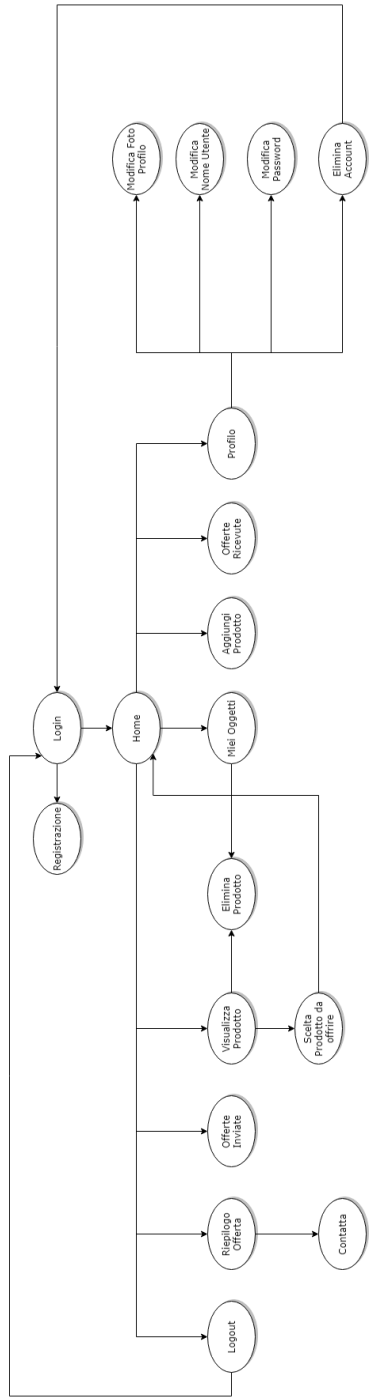 Login
Registrazione
Home
Logout
Riepilogo
Offerta
Offerte
Inviate
Visualizza
Prodotto
Elimina
Prodotto
Miei Oggetti
Aggiungi
Prodotto
Offerte
Ricevute
Profilo
Contatta
Scelta
Prodotto da
offrire
Modifica Foto
Profilo
Modifica
Nome Utente
Modifica
Password
Elimina
Account